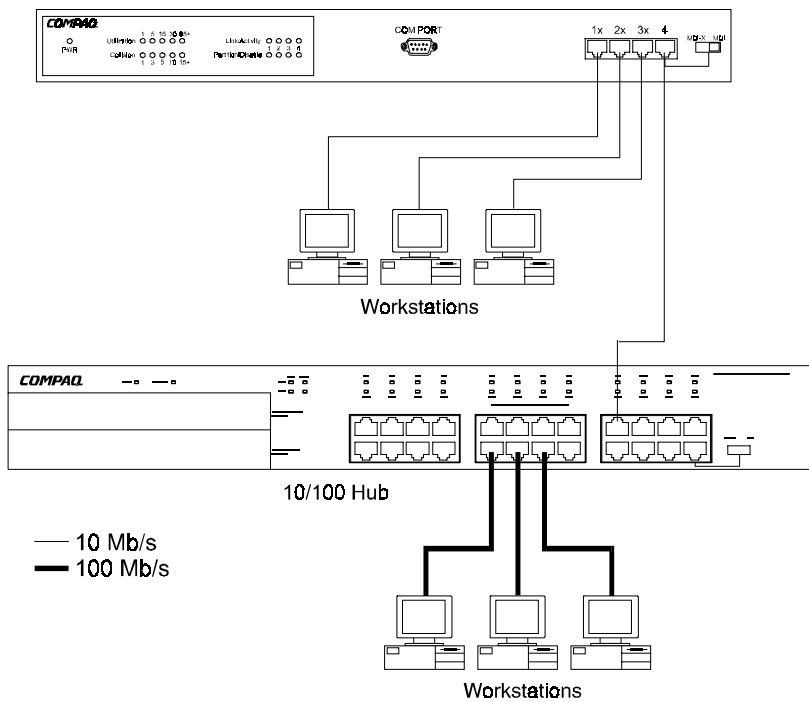 COMPAQ
PWR
Utilization 1 5 15 30 65+
Collision 1 3 5 10 15+
Link/Activity
Partition/Disable 1 2 3 4
COM PORT
1x 2x 3x 4
MDI-X MDI
Workstations
COMPAQ
10/100 Hub
10 Mb/s
100 Mb/s
Workstations